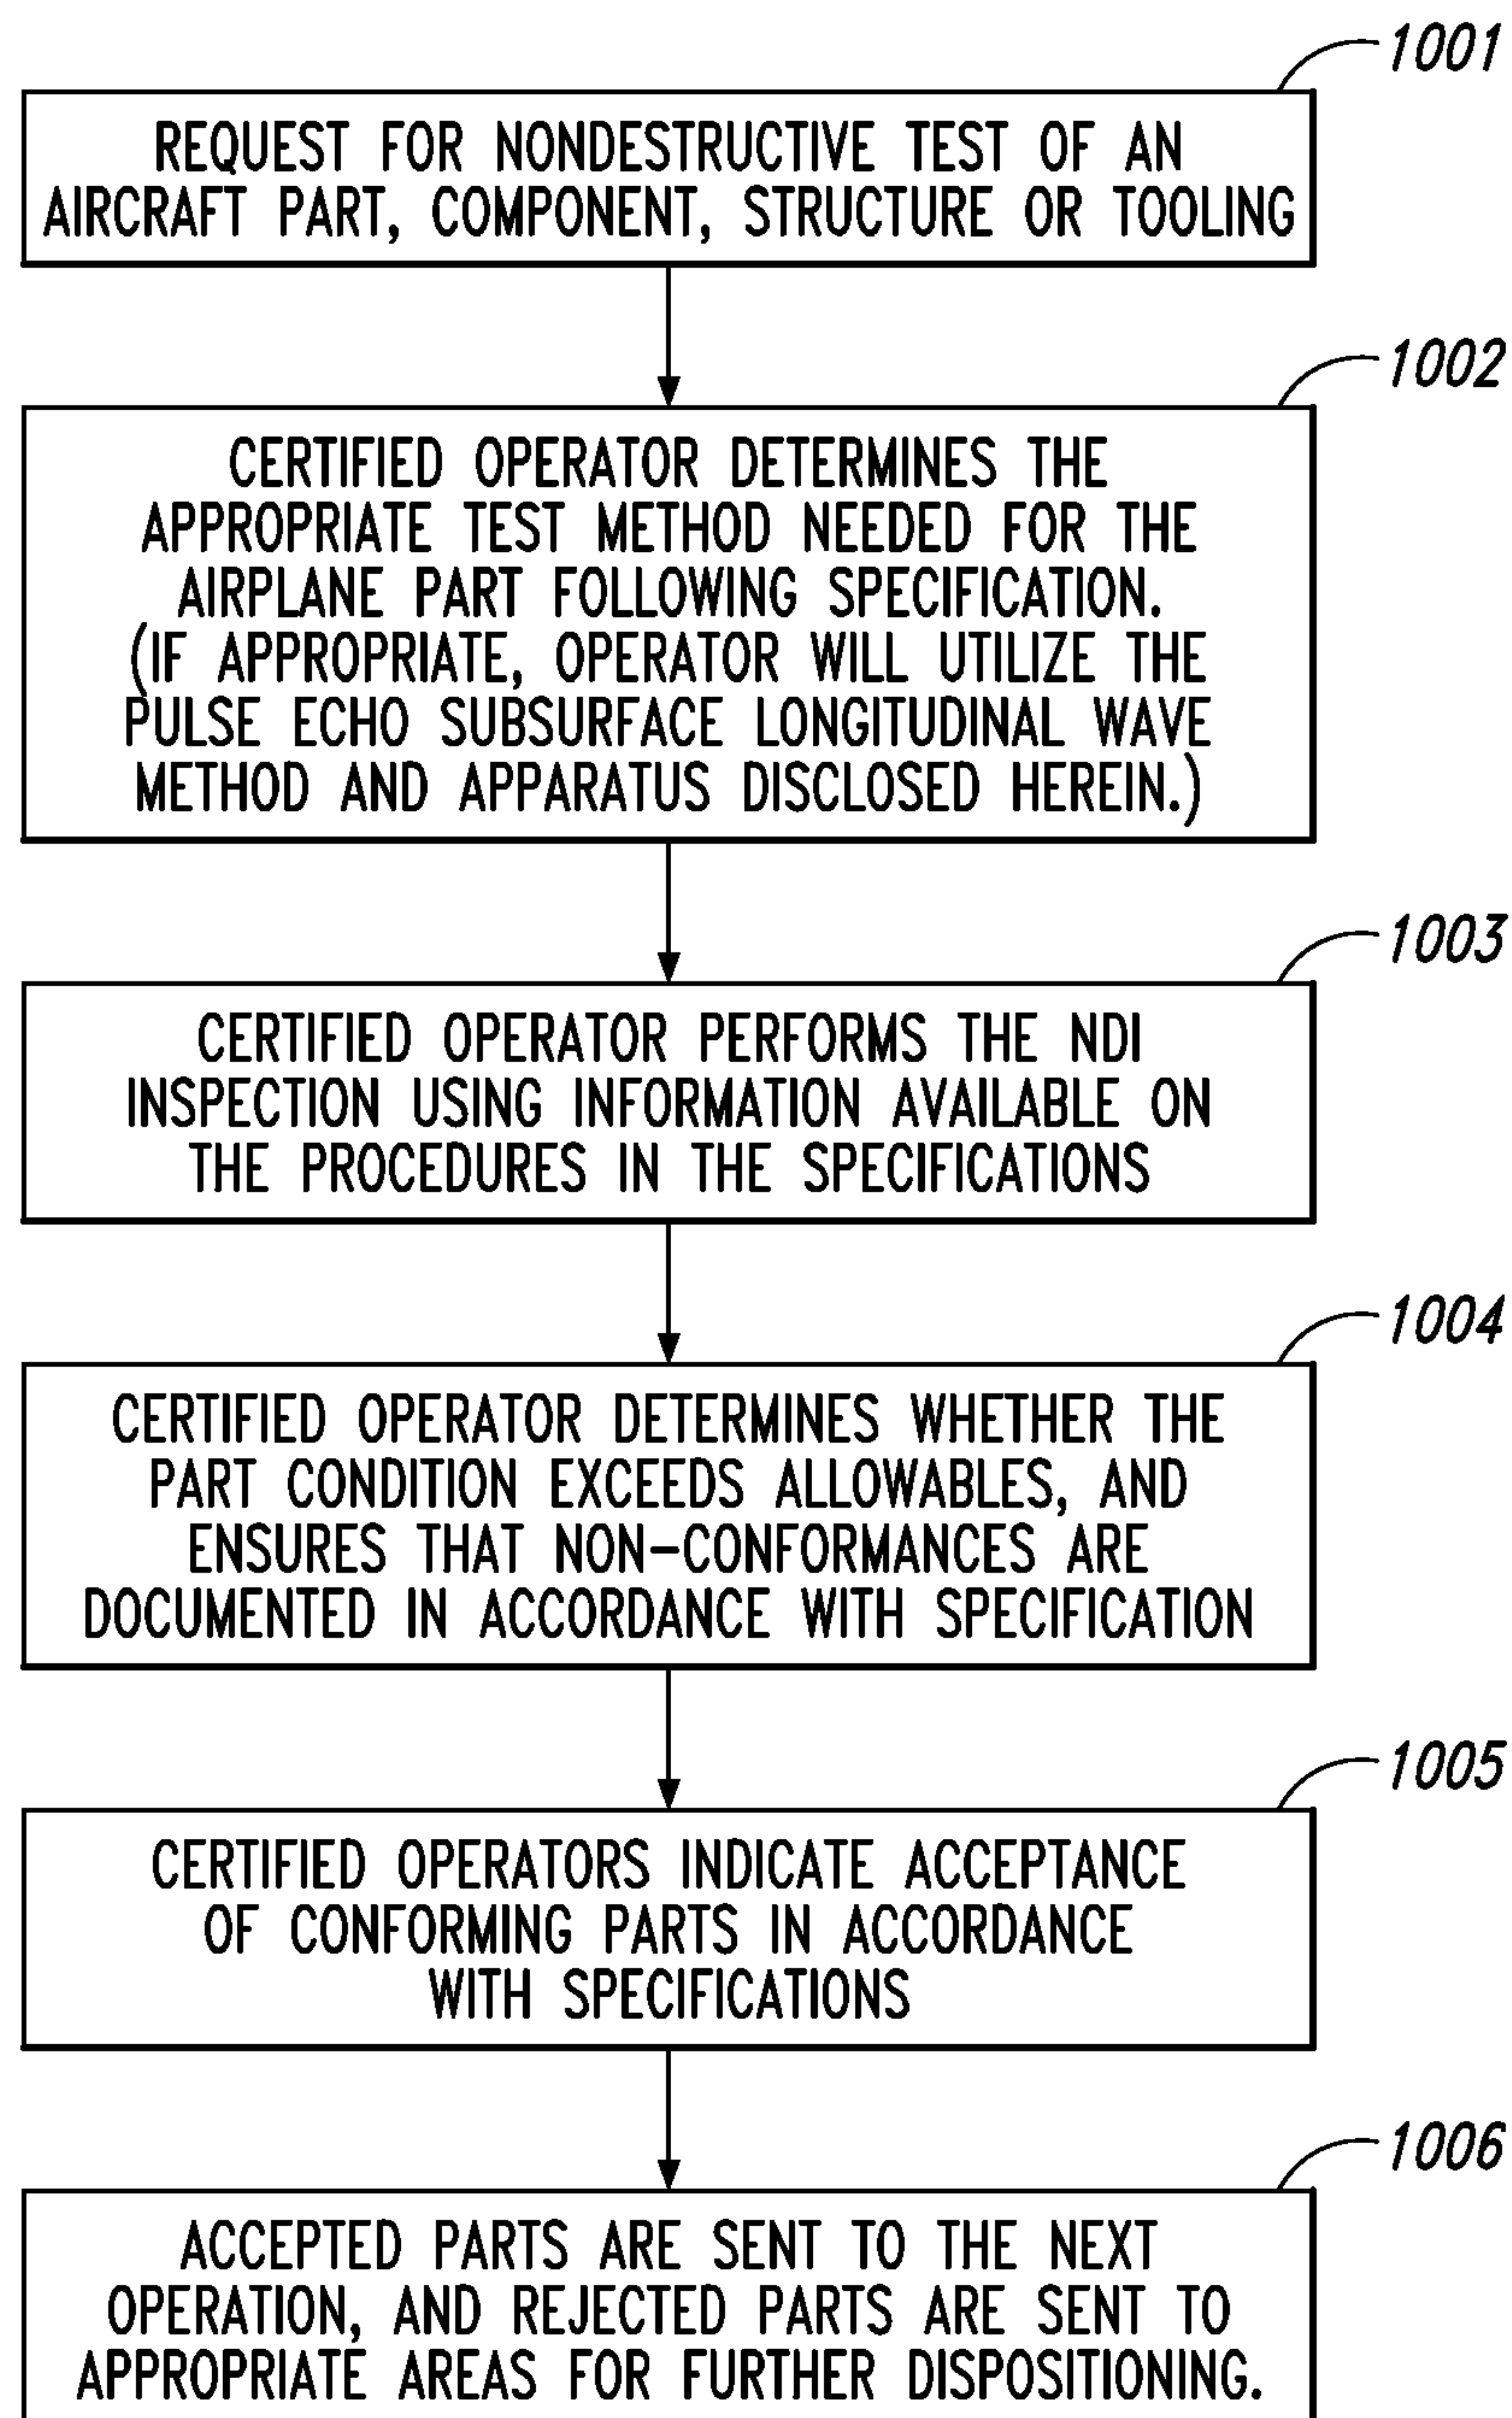 1001
REQUEST FOR NONDESTRUCTIVE TEST OF AN
AIRCRAFT PART, COMPONENT, STRUCTURE OR TOOLING
1002
CERTIFIED OPERATOR DETERMINES THE
APPROPRIATE TEST METHOD NEEDED FOR THE
AIRPLANE PART FOLLOWING SPECIFICATION.
(IF APPROPRIATE, OPERATOR WILL UTILIZE THE
PULSE ECHO SUBSURFACE LONGITUDINAL WAVE
METHOD AND APPARATUS DISCLOSED HEREIN.)
1003
CERTIFIED OPERATOR PERFORMS THE NDI
INSPECTION USING INFORMATION AVAILABLE ON
THE PROCEDURES IN THE SPECIFICATIONS
1004
CERTIFIED OPERATOR DETERMINES WHETHER THE
PART CONDITION EXCEEDS ALLOWABLES, AND
ENSURES THAT NON-CONFORMANCES ARE
DOCUMENTED IN ACCORDANCE WITH SPECIFICATION
1005
CERTIFIED OPERATORS INDICATE ACCEPTANCE
OF CONFORMING PARTS IN ACCORDANCE
WITH SPECIFICATIONS
1006
ACCEPTED PARTS ARE SENT TO THE NEXT
OPERATION, AND REJECTED PARTS ARE SENT TO
APPROPRIATE AREAS FOR FURTHER DISPOSITIONING.